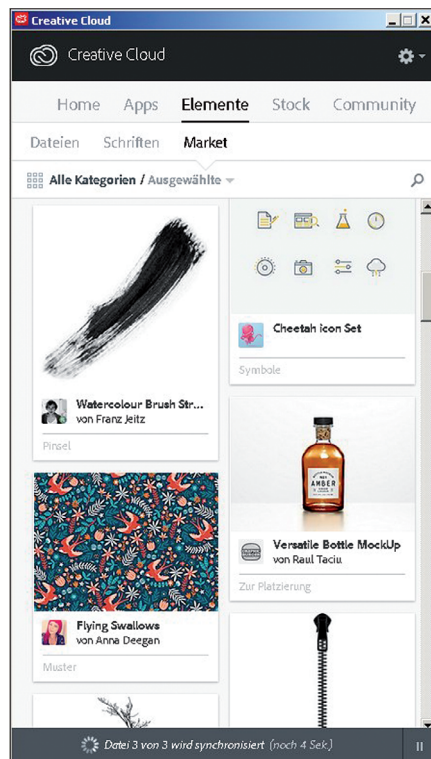 Creative Cloud
Creative Cloud
Home Apps Elemente Stock Community
Dateien Schriften Market
Alle Kategorien / Ausgewählte
Watercolour Brush Str...
von Franz Jeitz
Pinsel
Flying Swallows
von Anna Deegan
Muster
Cheetah icon Set
Symbole
AMBER
Versatile Bottle MockUp
von Raul Taciu
Zur Platzierung
Datei 3 von 3 wird synchronisiert (noch 4 Sek.)